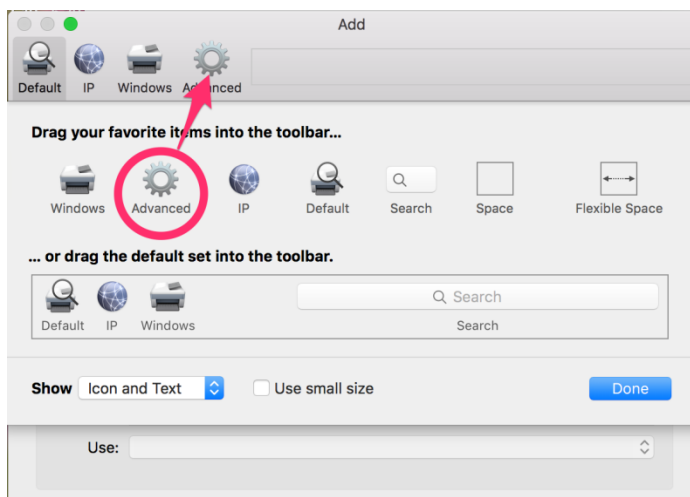 Add
Default IP Windows Advanced
Drag your favorite items into the toolbar...
Windows Advanced IP Default Search Space Flexible Space
... or drag the default set into the toolbar.
Search
Default IP Windows Search
Show Icon and Text Use small size Done
Use: